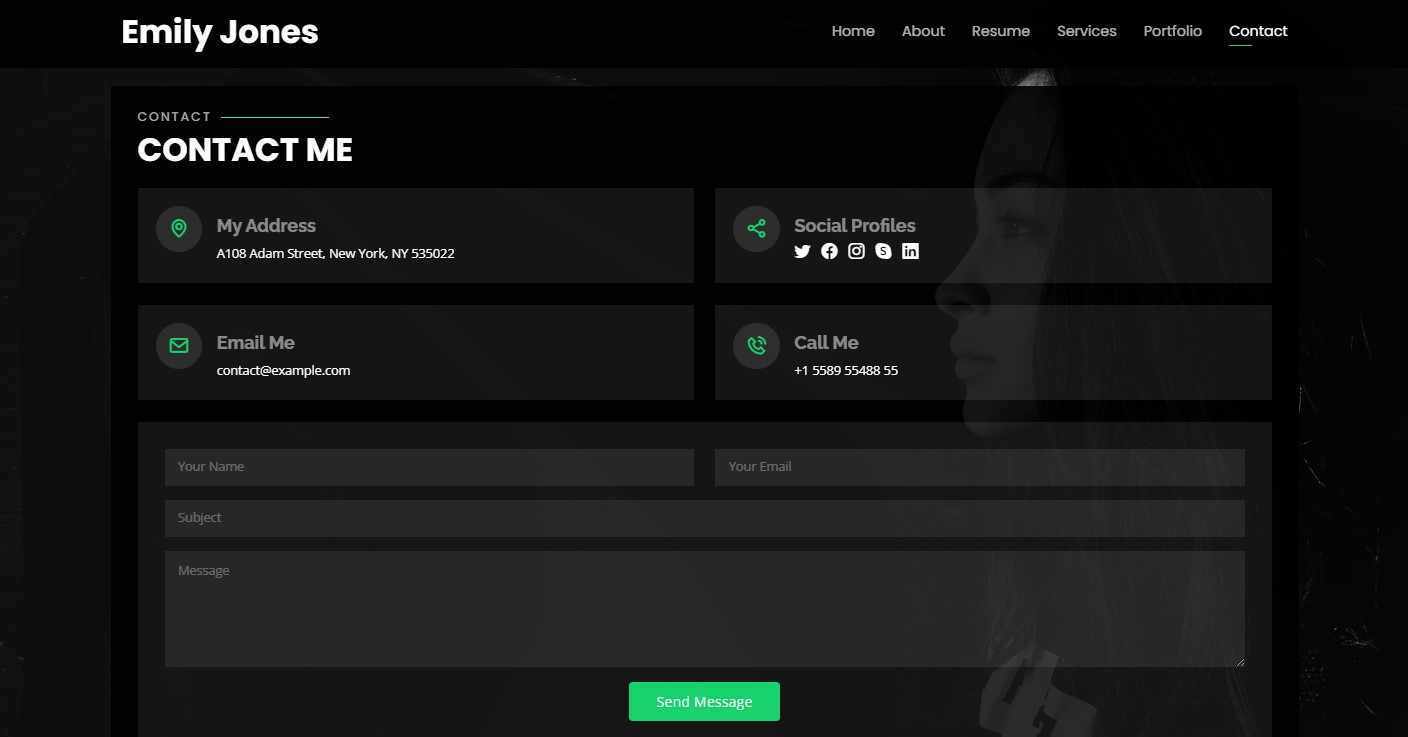 Emily Jones
Home About Resume Services Portfolio Contact
CONTACT
CONTACT ME
My Address
A108 Adam Street, New York, NY 535022
Social Profiles
Email Me
contact@example.com
Call Me
+1 5589 55488 55
Your Name
Your Email
Subject
Message
Send Message